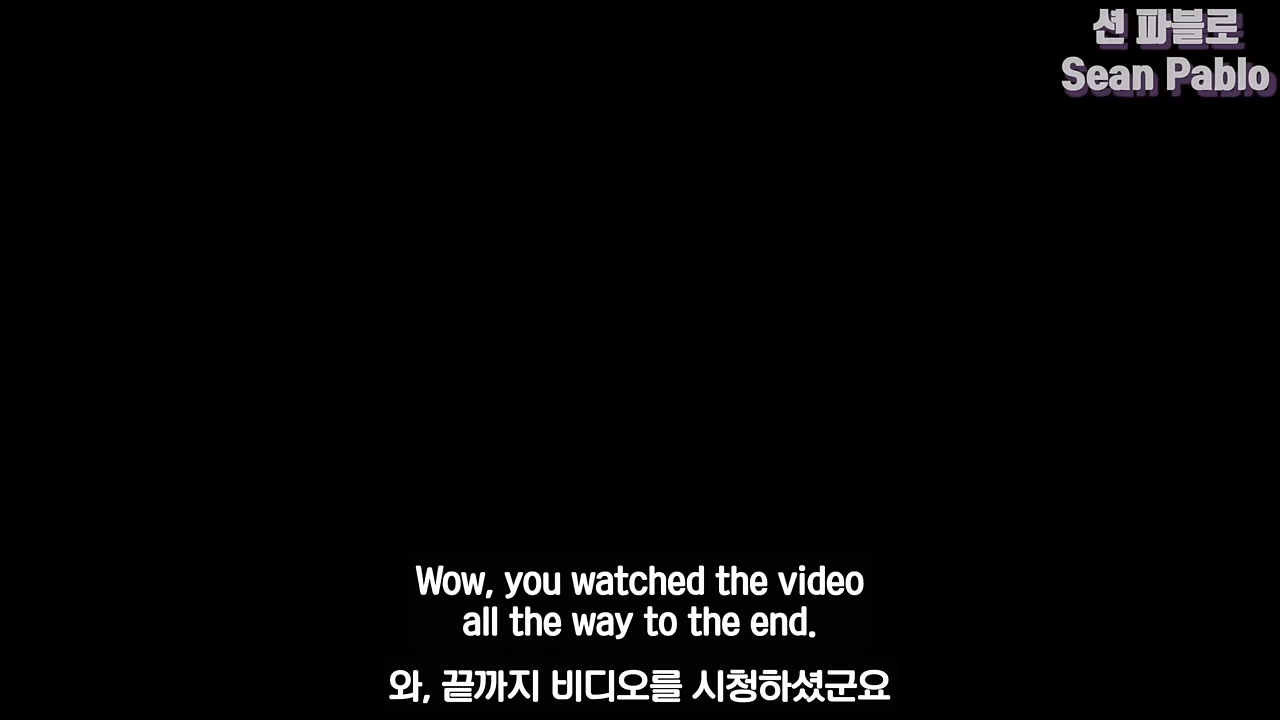 션 파블로
Sean Pablo
Wow, you watched the video
all the way to the end.
와, 끝까지 비디오를 시청하셨군요